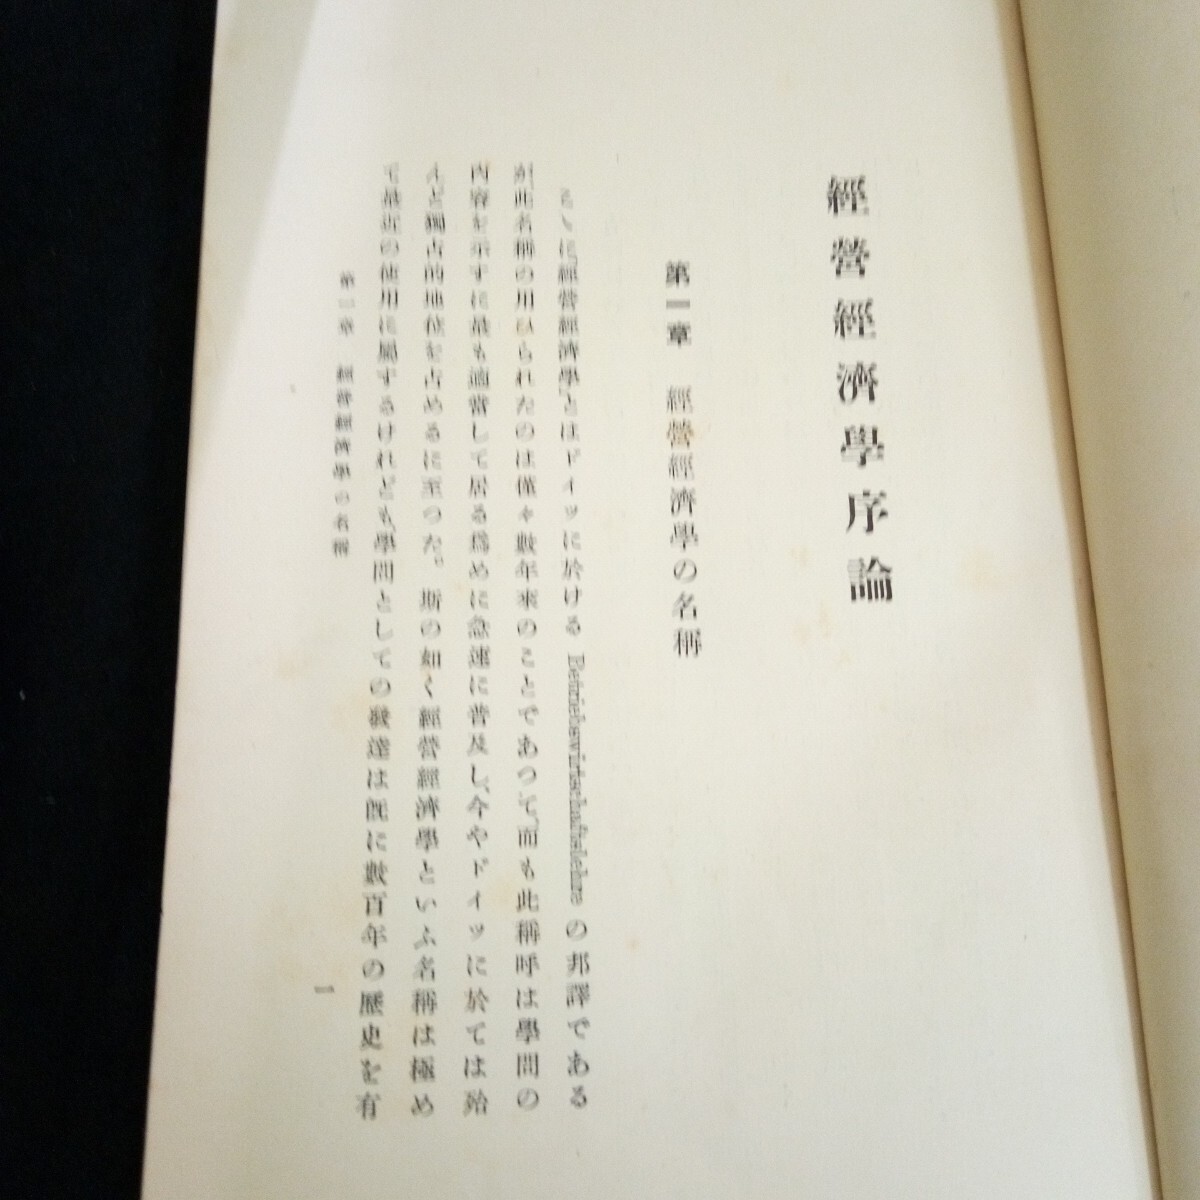 經營經濟學序論
第一章 經營經濟學の名稱
こゝに「經營經濟學」とはドイツに於ける Betriebswirtschaftslehre の邦譯である
が、此名稱の用ひられたのは僅々數年來のことであつて、而も此稱呼は學問の
內容を示すに最も適當して居る爲めに急速に普及し、今やドイツに於ては殆
んど獨占的地位を占めるに至つた。斯の如く經營經濟學といふ名稱は極め
て最近の使用に屬するけれども、學問としての發達は旣に數百年の歷史を有
第一章 經營經濟學の名稱
一